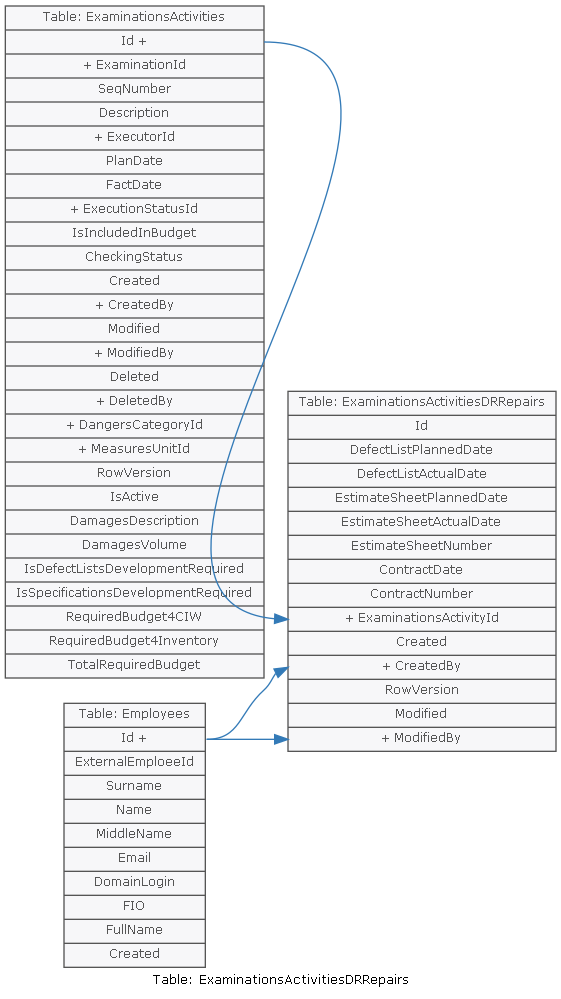 Table: ExaminationsActivities
Id +
+ ExaminationId
SeqNumber
Description
+ ExecutorId
PlanDate
FactDate
+ ExecutionStatusId
IsIncludedInBudget
CheckingStatus
Created
+ CreatedBy
Modified
+ ModifiedBy
Deleted
+ DeletedBy
+ DangersCategoryId
+ MeasuresUnitId
RowVersion
IsActive
DamagesDescription
DamagesVolume
IsDefectListsDevelopmentRequired
IsSpecificationsDevelopmentRequired
RequiredBudget4CIW
RequiredBudget4Inventory
TotalRequiredBudget
Table: ExaminationsActivitiesDRRepairs
Id
DefectListPlannedDate
DefectListActualDate
EstimateSheetPlannedDate
EstimateSheetActualDate
EstimateSheetNumber
ContractDate
ContractNumber
+ ExaminationsActivityId
Created
+ CreatedBy
RowVersion
Modified
+ ModifiedBy
Table: Employees
Id +
ExternalEmploeeId
Surname
Name
MiddleName
Email
DomainLogin
FIO
FullName
Created
Table: ExaminationsActivitiesDRRepairs